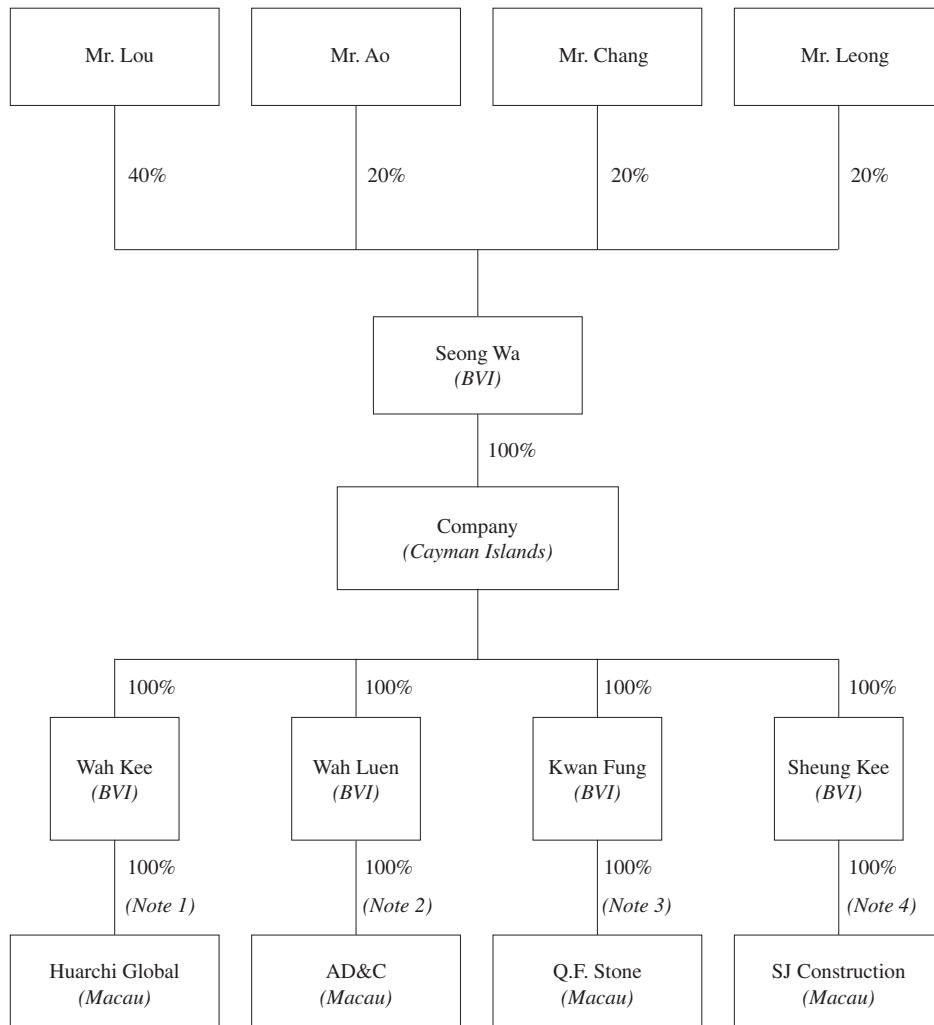 Mr. Lou
Mr. Ao
Mr. Chang
Mr. Leong
40%
20%
20%
20%
Seong Wa
(BVI)
100%
Company
(Cayman Islands)
100%
100%
100%
100%
Wah Kee
(BVI)
Wah Luen
(BVI)
Kwan Fung
(BVI)
Sheung Kee
(BVI)
100%
(Note 1)
100%
(Note 2)
100%
(Note 3)
100%
(Note 4)
Huarchi Global
(Macau)
AD&C
(Macau)
Q.F. Stone
(Macau)
SJ Construction
(Macau)